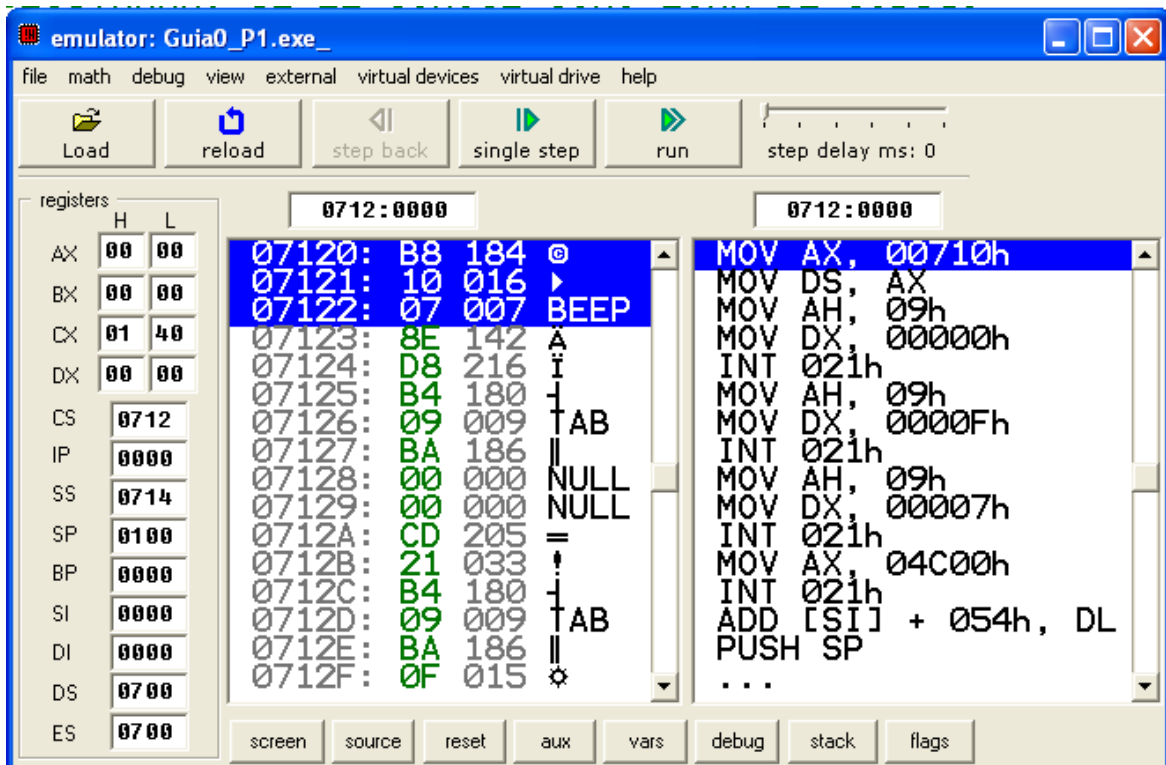 emulator: Guia0_P1.exe_
file math debug view external virtual devices virtual drive help
Load reload step back single step run step delay ms: 0
registers
H L
0712:0000 0712:0000
AX 00 00
BX 00 00
CX 01 40
DX 00 00
CS 0712
IP 0000
SS 0714
SP 0100
BP 0000
SI 0000
DI 0000
DS 0700
ES 0700
07120: B8 184 ©
07121: 10 016 ►
07122: 07 007 BEEP
07123: 8E 142 Ä
07124: D8 216 Ï
07125: B4 180 ┤
07126: 09 009 TAB
07127: BA 186 ║
07128: 00 000 NULL
07129: 00 000 NULL
0712A: CD 205 =
0712B: 21 033 !
0712C: B4 180 ┤
0712D: 09 009 TAB
0712E: BA 186 ║
0712F: 0F 015 ☼
MOV AX, 00710h
MOV DS, AX
MOV AH, 09h
MOV DX, 00000h
INT 021h
MOV AH, 09h
MOV DX, 0000Fh
INT 021h
MOV AH, 09h
MOV DX, 00007h
INT 021h
MOV AX, 04C00h
INT 021h
ADD [SI] + 054h, DL
PUSH SP
...
screen source reset aux vars debug stack flags